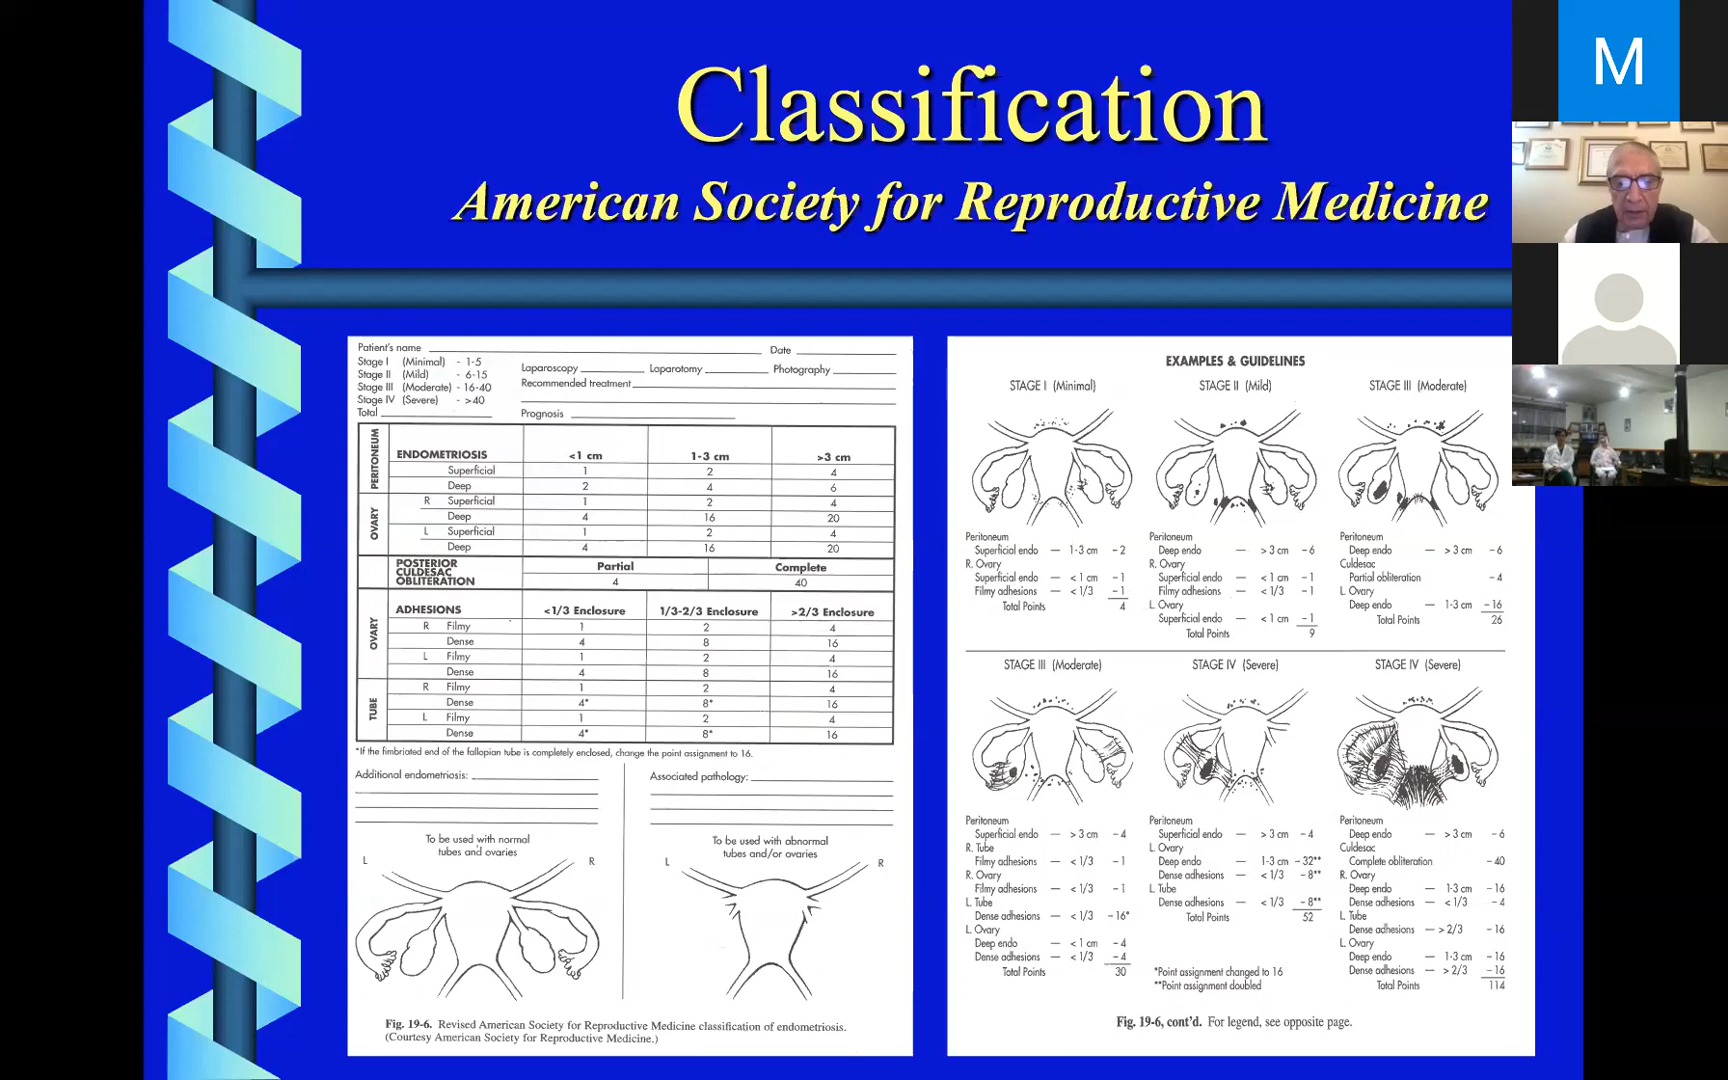 Classification
American Society for Reproductive Medicine
M
Patient's name Date
Stage I (Minimal) - 1-5
Stage II (Mild) - 6-15
Stage III (Moderate) - 16-40
Stage IV (Severe) - >40
Total
Laparoscopy Laparotomy Photography
Recommended treatment
Prognosis
PERITONEUM
ENDOMETRIOSIS <1 cm 1-3 cm >3 cm
Superficial 1 2 4
Deep 2 4 6
OVARY
R Superficial 1 2 4
Deep 4 16 20
L Superficial 1 2 4
Deep 4 16 20
POSTERIOR CULDESAC OBLITERATION
Partial Complete
4 40
ADHESIONS <1/3 Enclosure 1/3-2/3 Enclosure >2/3 Enclosure
OVARY
R Filmy 1 2 4
Dense 4 8 16
L Filmy 1 2 4
Dense 4 8 16
TUBE
R Filmy 1 2 4
Dense 4* 8* 16
L Filmy 1 2 4
Dense 4* 8* 16
*If the fimbriated end of the fallopian tube is completely enclosed, change the point assignment to 16.
Additional endometriosis:
Associated pathology:
To be used with normal
tubes and ovaries
L R
To be used with abnormal
tubes and/or ovaries
L R
Fig. 19-6. Revised American Society for Reproductive Medicine classification of endometriosis.
(Courtesy American Society for Reproductive Medicine.)
EXAMPLES & GUIDELINES
STAGE I (Minimal)
Peritoneum
Superficial endo — 1-3 cm -2
R. Ovary
Superficial endo — < 1 cm -1
Filmy adhesions — < 1/3 -1
Total Points 4
STAGE II (Mild)
Peritoneum
Deep endo — > 3 cm -6
R. Ovary
Superficial endo — < 1 cm -1
Filmy adhesions — < 1/3 -1
L. Ovary
Superficial endo — < 1 cm -1
Total Points 9
STAGE III (Moderate)
Peritoneum
Deep endo — > 3 cm -6
Culdesac
Partial obliteration -4
L. Ovary
Deep endo — 1-3 cm -16
Total Points 26
STAGE III (Moderate)
Peritoneum
Superficial endo — > 3 cm -4
R. Tube
Filmy adhesions — < 1/3 -1
R. Ovary
Filmy adhesions — < 1/3 -1
L. Tube
Dense adhesions — < 1/3 -16*
L. Ovary
Deep endo — < 1 cm -4
Dense adhesions — < 1/3 -4
Total Points 30
STAGE IV (Severe)
Peritoneum
Superficial endo — > 3 cm -4
L. Ovary
Deep endo — 1-3 cm -32**
Dense adhesions — < 1/3 -8**
L. Tube
Dense adhesions — < 1/3 -8**
Total Points 52
*Point assignment changed to 16
**Point assignment doubled
STAGE IV (Severe)
Peritoneum
Deep endo — > 3 cm -6
Culdesac
Complete obliteration -40
R. Ovary
Deep endo — 1-3 cm -16
Dense adhesions — < 1/3 -4
L. Tube
Dense adhesions — > 2/3 -16
L. Ovary
Deep endo — 1-3 cm -16
Dense adhesions — > 2/3 -16
Total Points 114
Fig. 19-6, cont'd. For legend, see opposite page.